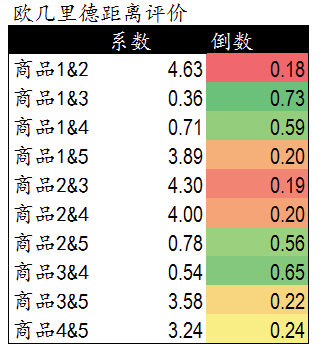 欧几里德距离评价
系数 倒数
商品1&2 4.63 0.18
商品1&3 0.36 0.73
商品1&4 0.71 0.59
商品1&5 3.89 0.20
商品2&3 4.30 0.19
商品2&4 4.00 0.20
商品2&5 0.78 0.56
商品3&4 0.54 0.65
商品3&5 3.58 0.22
商品4&5 3.24 0.24